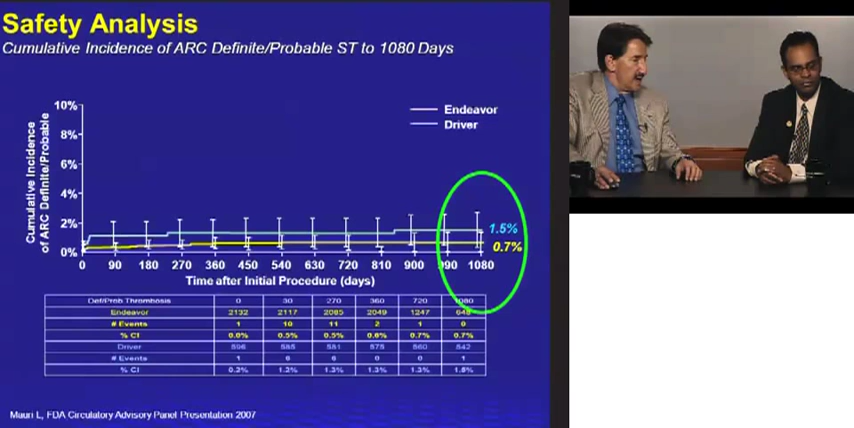 Safety Analysis
Cumulative Incidence of ARC Definite/Probable ST to 1080 Days
Cumulative Incidence
of ARC Definite/Probable
10%
8%
6%
4%
2%
0%
Endeavor
Driver
1.5%
0.7%
0 90 180 270 360 450 540 630 720 810 900 990 1080
Time after Initial Procedure (days)
Def/Prob Thrombosis 0 30 270 360 720 1080
Endeavor 2132 2117 2085 2049 1247 648
# Events 1 10 11 2 1 0
% CI 0.0% 0.5% 0.5% 0.6% 0.7% 0.7%
Driver 596 585 581 575 560 542
# Events 1 6 6 0 0 1
% CI 0.2% 1.2% 1.3% 1.3% 1.3% 1.5%
Mauri L, FDA Circulatory Advisory Panel Presentation 2007